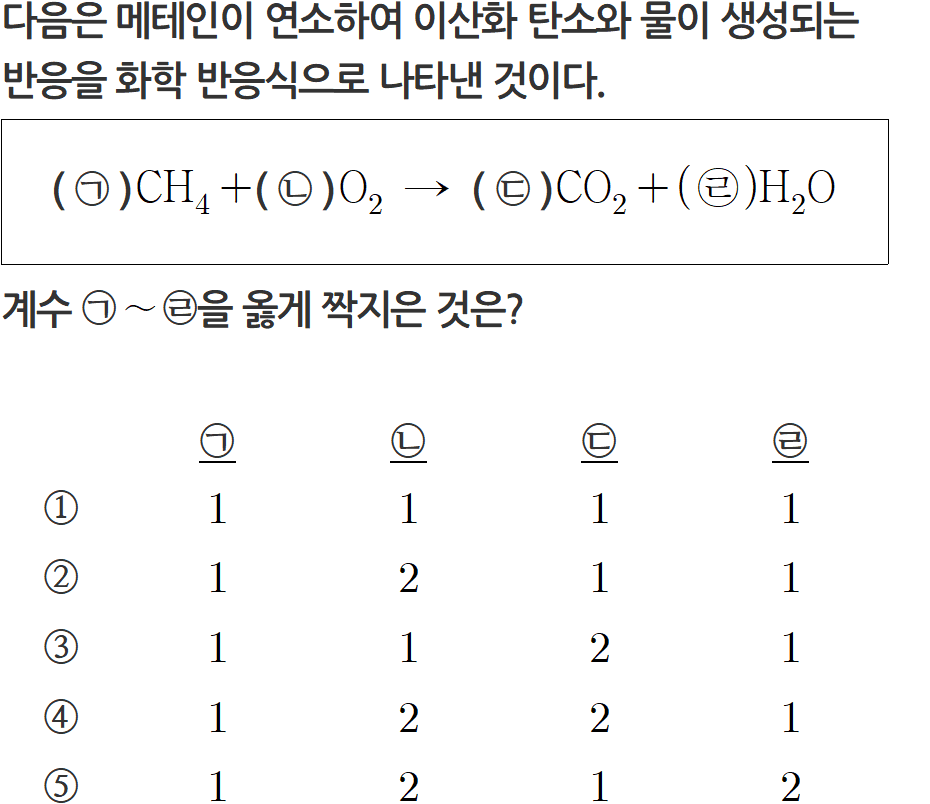 다음은 메테인이 연소하여 이산화 탄소와 물이 생성되는
반응을 화학 반응식으로 나타낸 것이다.
(㉠)CH₄+(㉡)O₂ → (㉢)CO₂+(㉣)H₂O
계수 ㉠~㉣을 옳게 짝지은 것은?
㉠ ㉡ ㉢ ㉣
① 1 1 1 1
② 1 2 1 1
③ 1 1 2 1
④ 1 2 2 1
⑤ 1 2 1 2